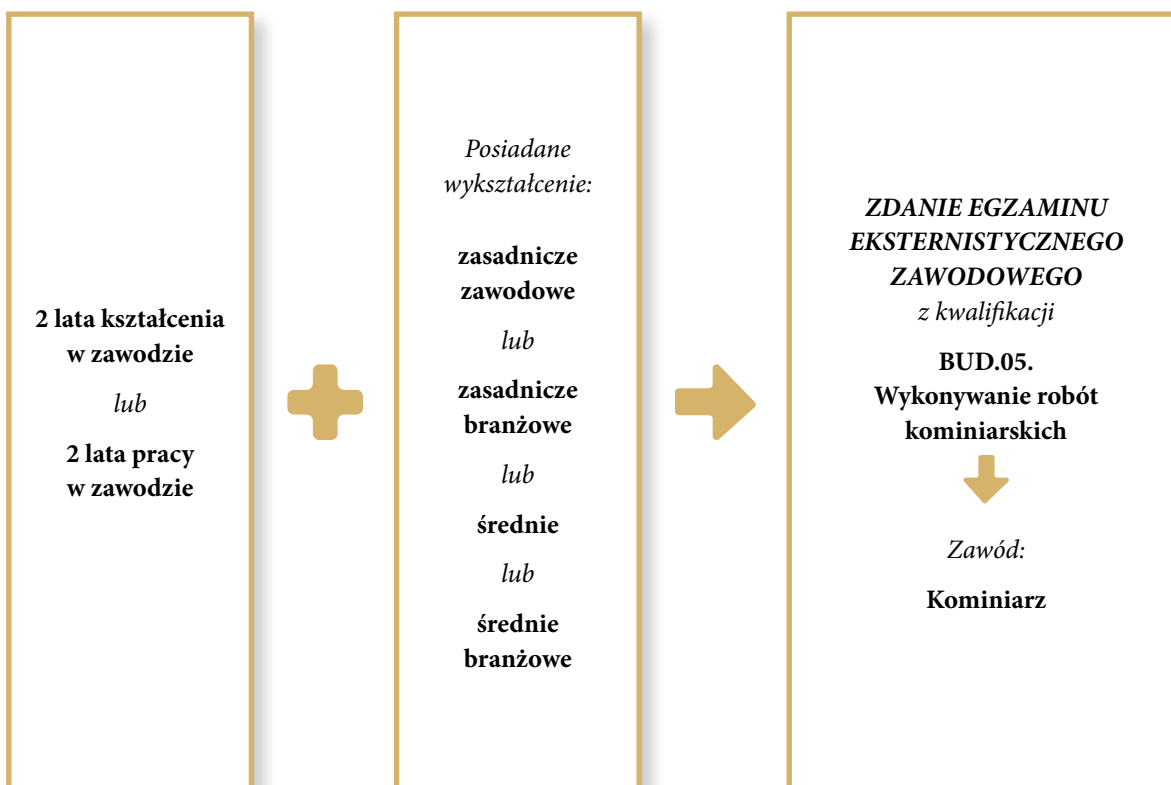 2 lata kształcenia
w zawodzie
lub
2 lata pracy
w zawodzie
Posiadane
wykształcenie:
zasadnicze
zawodowe
lub
zasadnicze
branżowe
lub
średnie
lub
średnie
branżowe
ZDANIE EGZAMINU
EKSTERNISTYCZNEGO
ZAWODOWEGO
z kwalifikacji
BUD.05.
Wykonywanie robót
kominiarskich
Zawód:
Kominiarz